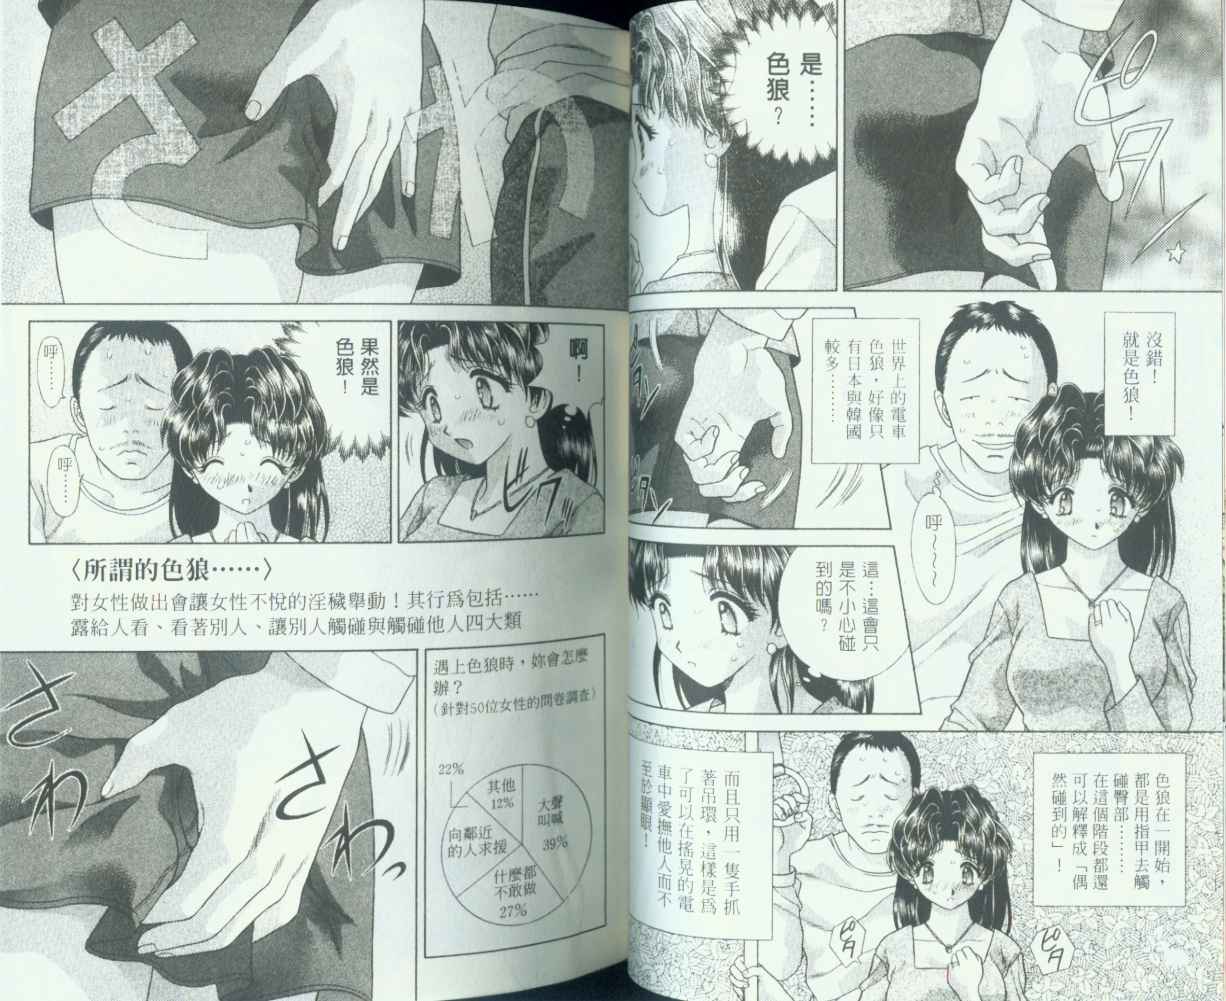 ピタ
是……
色狼？
沒錯！
就是色狼！
世界上的電車
色狼，好像只
有日本與韓國
較多………
呼～～～～
這…這會只
是不小心碰
到的嗎？
色狼在一開始，
都是用指甲去觸
碰臀部………
在這個階段都還
可以解釋成「偶
然碰到的」！
而且只用一隻手抓
著吊環，這樣是爲
了可以在搖晃的電
車中愛撫他人而不
至於顯眼！
ピタ
ピタ
さわ
啊！
ビク
果然是
色狼！
呼……
呼……
〈所謂的色狼……〉
對女性做出會讓女性不悅的淫穢舉動！其行爲包括……
露給人看、看著別人、讓別人觸碰與觸碰他人四大類
遇上色狼時，妳會怎麼
辦？
（針對50位女性的問卷調查）
22%
其他
12%
大聲
叫喊
39%
向鄰近
的人求援
什麼都
不敢做
27%
さわ
さわっ